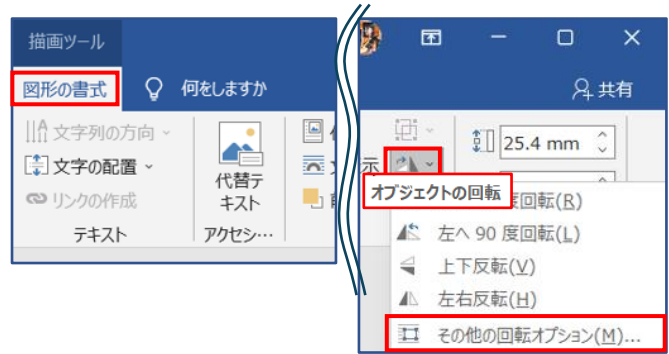 描画ツール
図形の書式
何をしますか
文字列の方向
文字の配置
リンクの作成
テキスト
代替テ
キスト
アクセシ…
共有
25.4 mm
示
オブジェクトの回転
度回転(R)
左へ 90 度回転(L)
上下反転(V)
左右反転(H)
その他の回転オプション(M)...